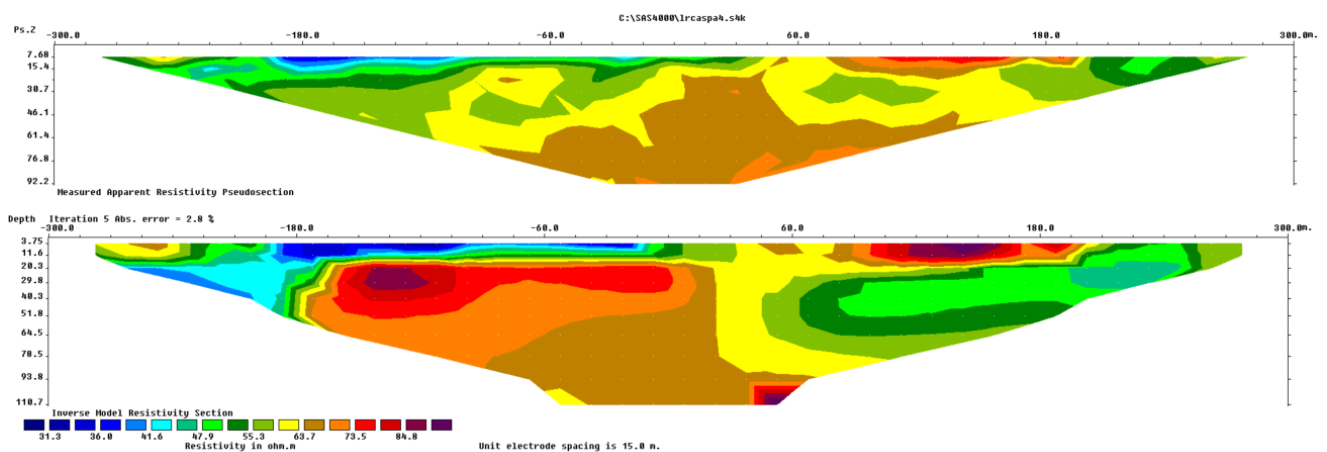 C:\SAS4000\lrcaspa4.s4k
Ps.Z -300.0 -180.0 -60.0 60.0 180.0 300.0m.
7.68
15.4
30.7
46.1
61.4
76.8
92.2
Measured Apparent Resistivity Pseudosection
Depth Iteration 5 Abs. error = 2.8 %
-300.0 -180.0 -60.0 60.0 180.0 300.0m.
3.75
11.6
20.3
29.8
40.3
51.8
64.5
78.5
93.8
110.7
Inverse Model Resistivity Section
31.3 36.0 41.6 47.9 55.3 63.7 73.5 84.8
Resistivity in ohm.m Unit electrode spacing is 15.0 m.